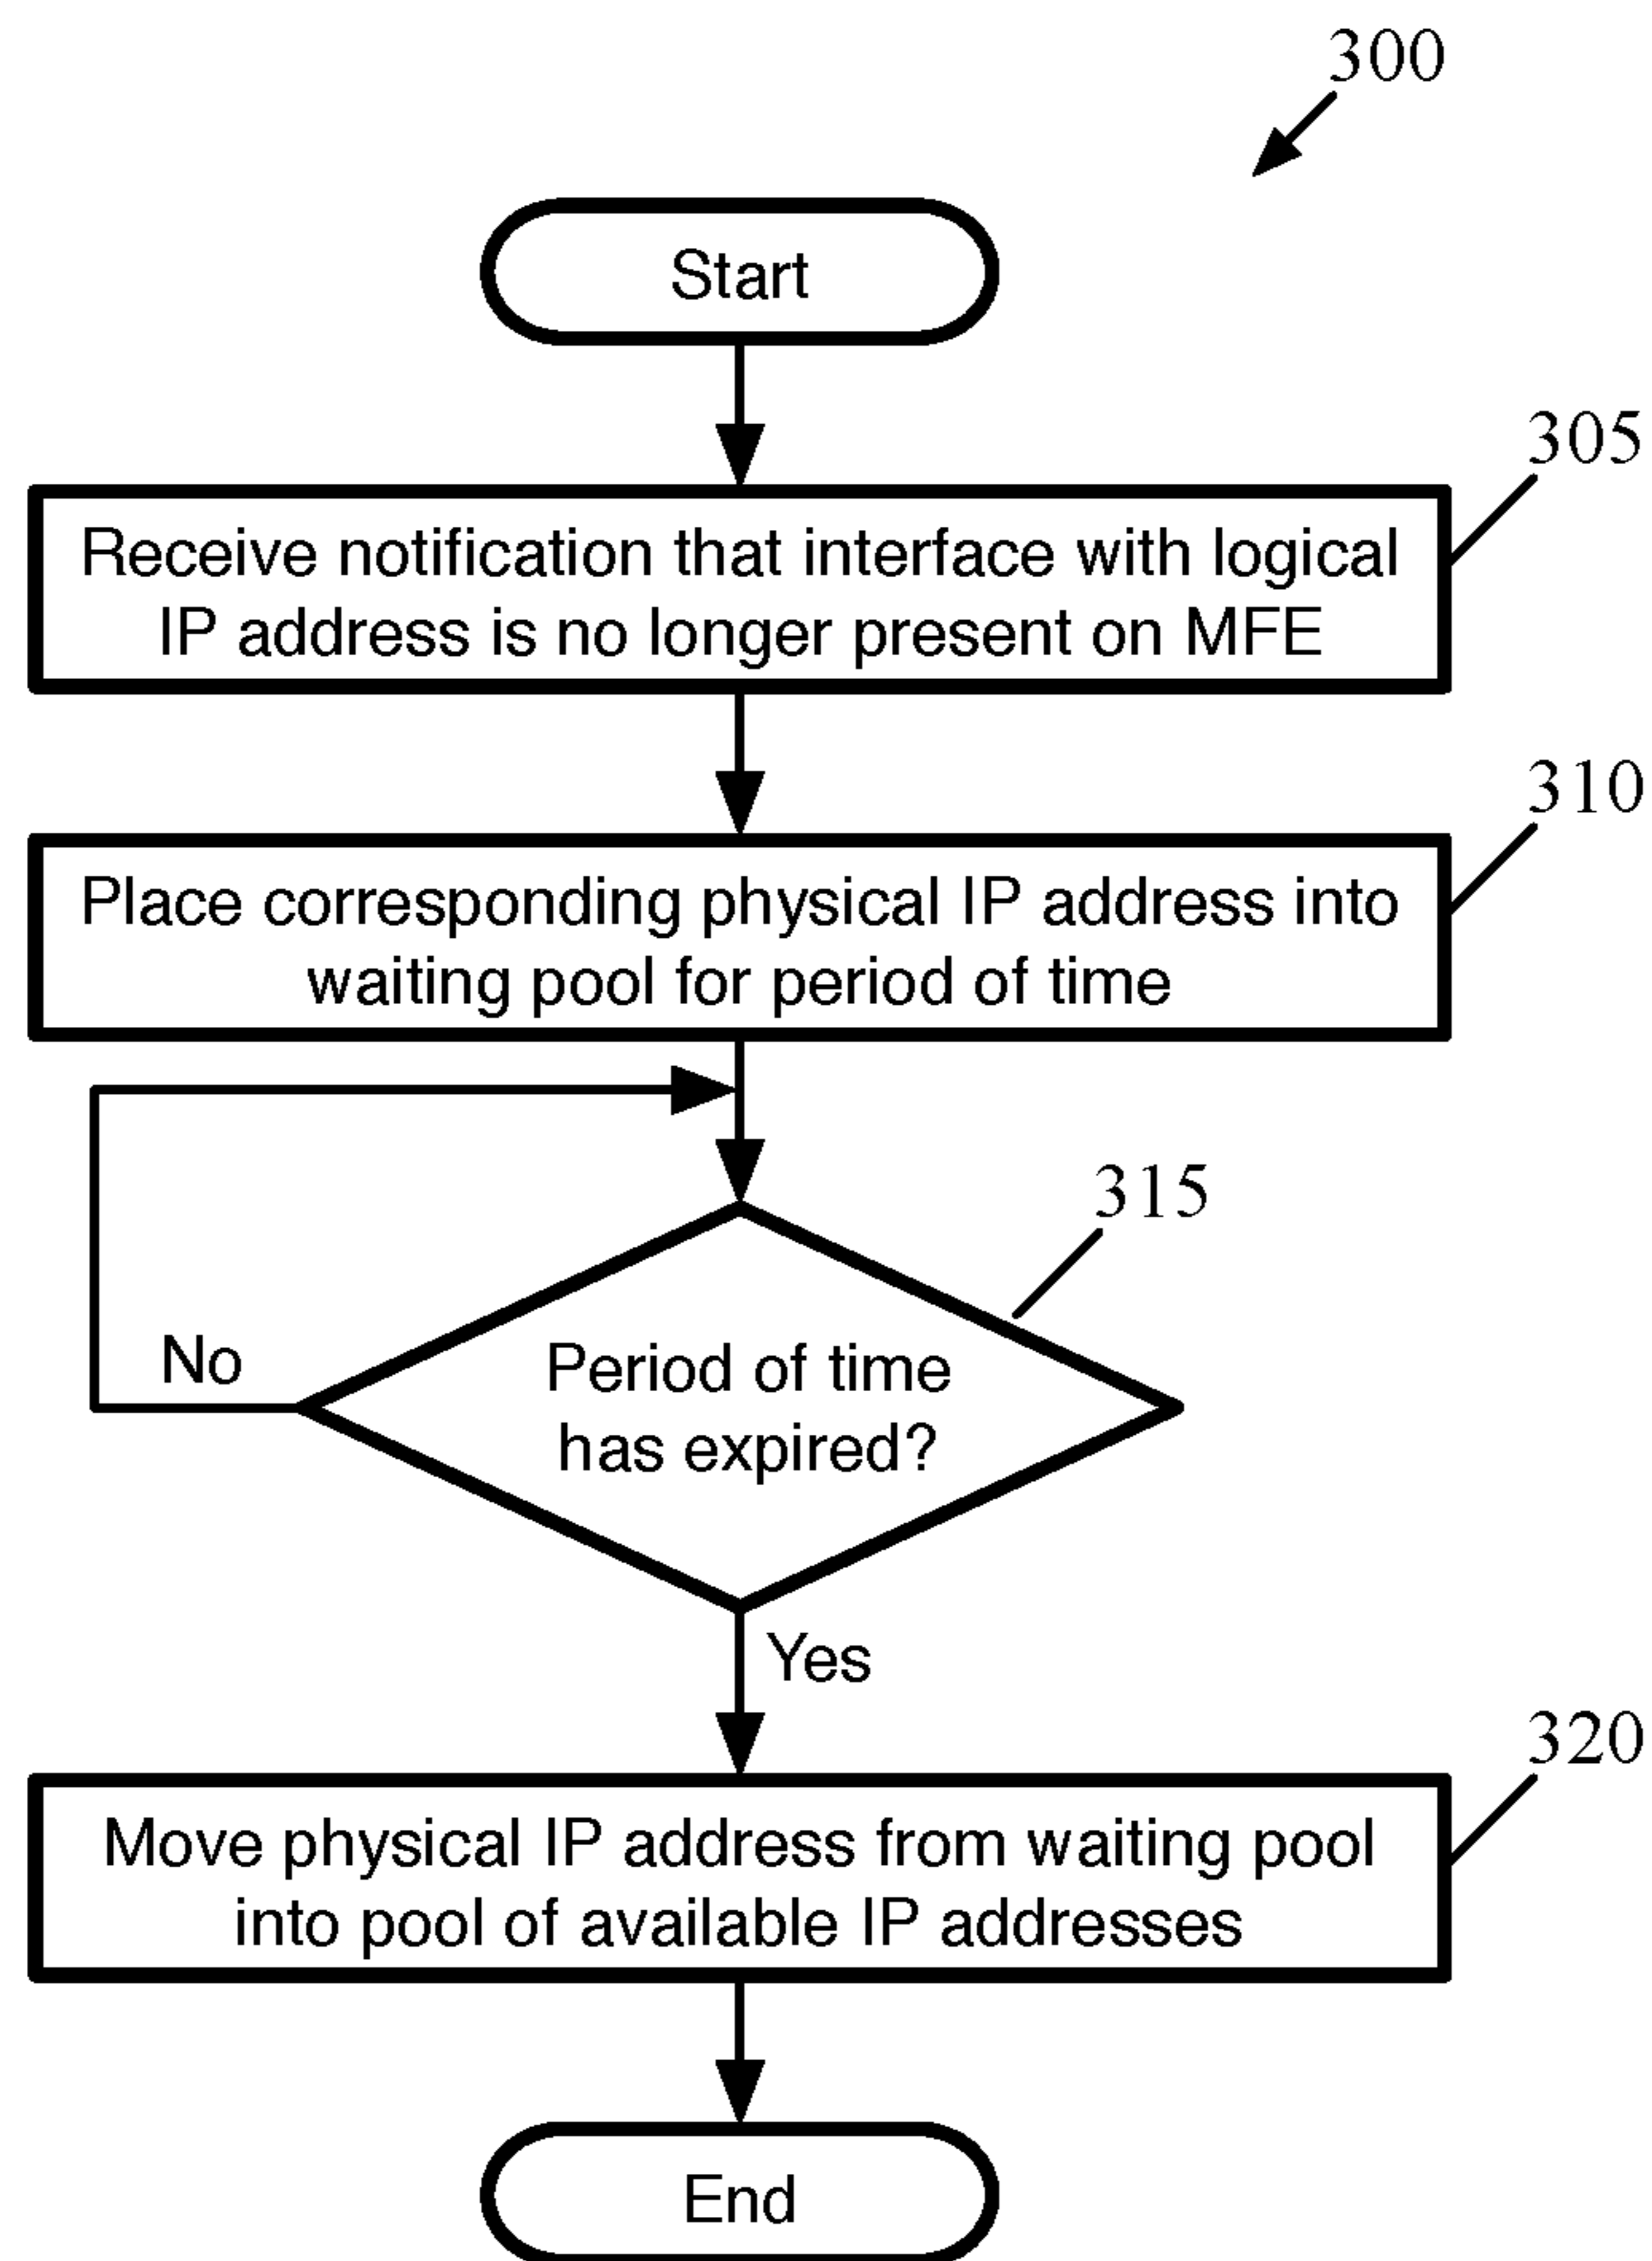 300
Start
305
Receive notification that interface with logical
IP address is no longer present on MFE
310
Place corresponding physical IP address into
waiting pool for period of time
315
Period of time
has expired?
No
Yes
320
Move physical IP address from waiting pool
into pool of available IP addresses
End